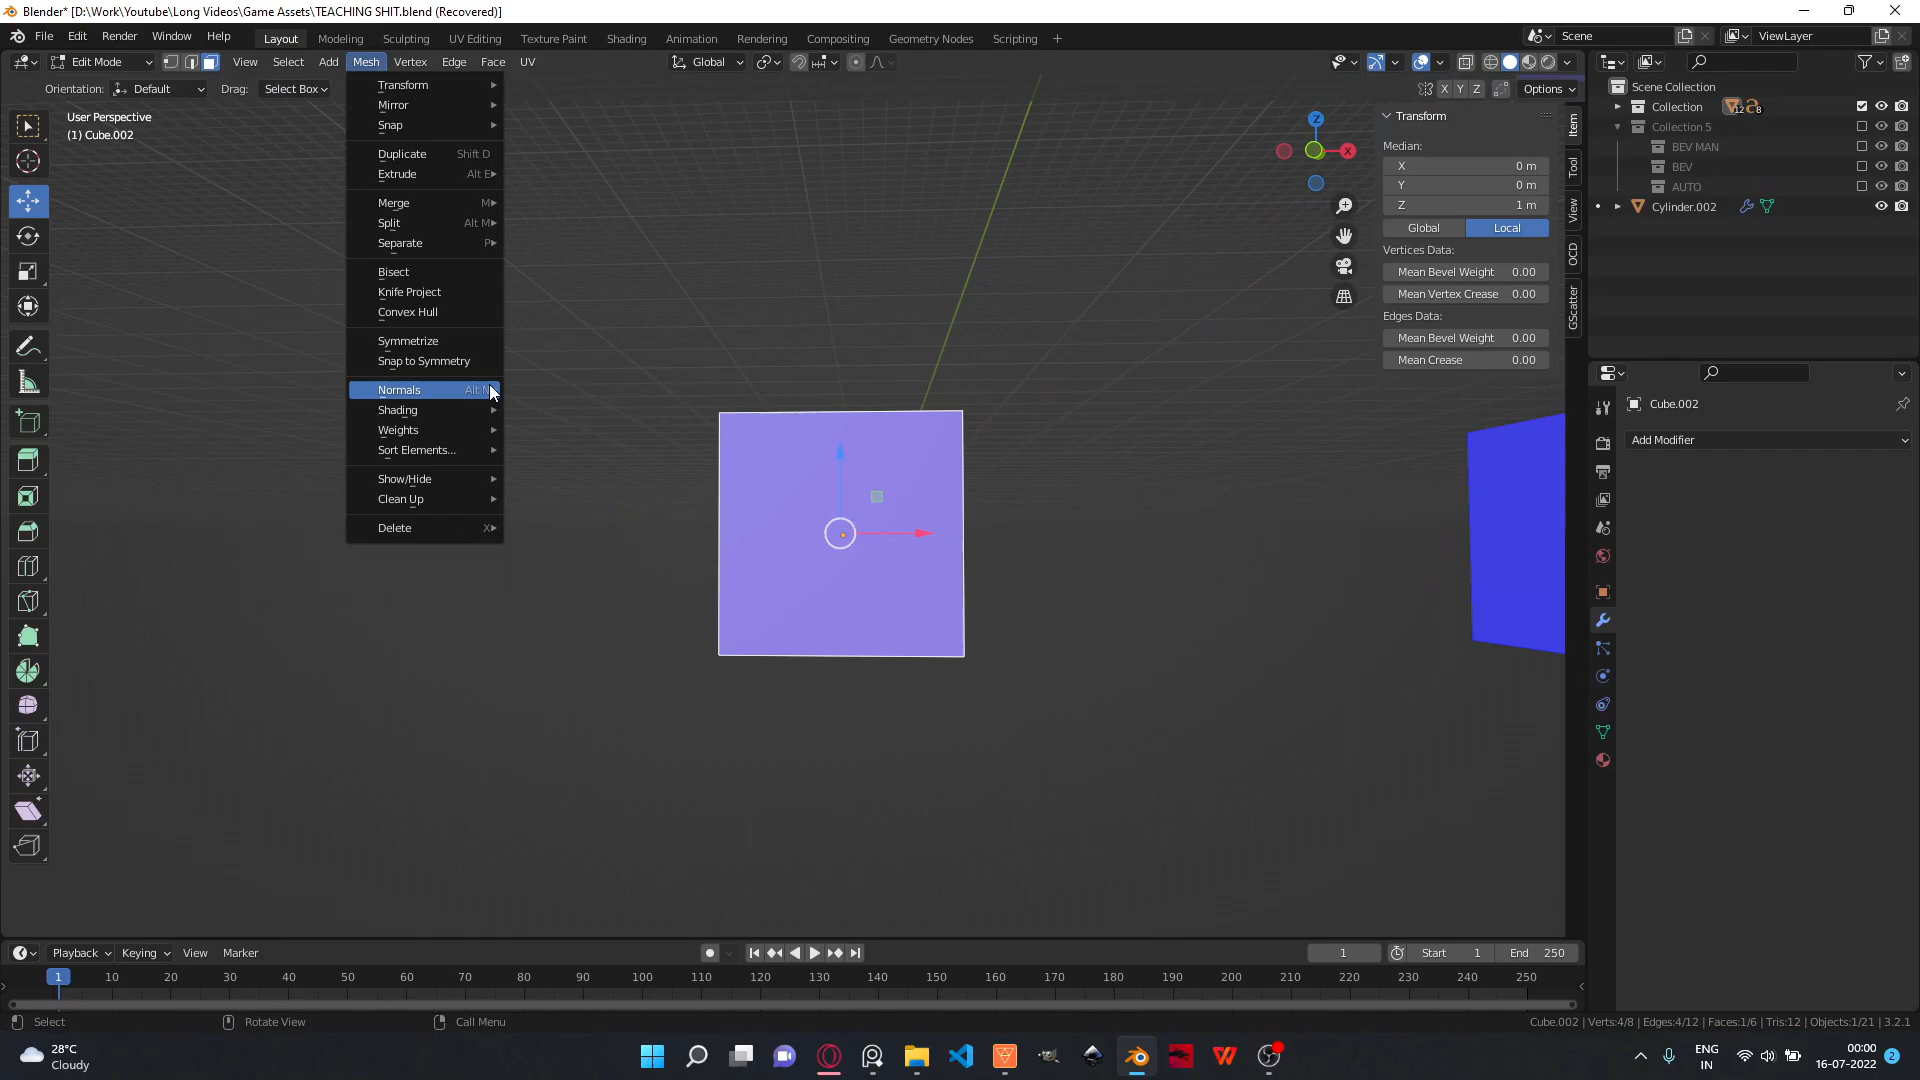 Blender* [D:\Work\Youtube\Long Videos\Game Assets\TEACHING SHIT.blend (Recovered)]
File Edit Render Window Help Layout Modeling Sculpting UV Editing Texture Paint Shading Animation Rendering Compositing Geometry Nodes Scripting + Scene ViewLayer
Edit Mode View Select Add Mesh Vertex Edge Face UV Global
Orientation: Default Drag: Select Box X Y Z Options
User Perspective
(1) Cube.002
Transform
Mirror
Snap
Duplicate Shift D
Extrude Alt E
Merge M
Split Alt M
Separate P
Bisect
Knife Project
Convex Hull
Symmetrize
Snap to Symmetry
Normals Alt N
Shading
Weights
Sort Elements...
Show/Hide
Clean Up
Delete X
Z
X
Transform
Median:
X 0 m
Y 0 m
Z 1 m
Global Local
Vertices Data:
Mean Bevel Weight 0.00
Mean Vertex Crease 0.00
Edges Data:
Mean Bevel Weight 0.00
Mean Crease 0.00
Item
Tool
View
OCD
GScatter
Scene Collection
Collection 12 8
Collection 5
BEV MAN
BEV
AUTO
Cylinder.002
Cube.002
Add Modifier
Playback Keying View Marker 1 Start 1 End 250
1 10 20 30 40 50 60 70 80 90 100 110 120 130 140 150 160 170 180 190 200 210 220 230 240 250
Select Rotate View Call Menu Cube.002 | Verts:4/8 | Edges:4/12 | Faces:1/6 | Tris:12 | Objects:1/21 | 3.2.1
28°C
Cloudy
ENG
IN
00:00
16-07-2022
2